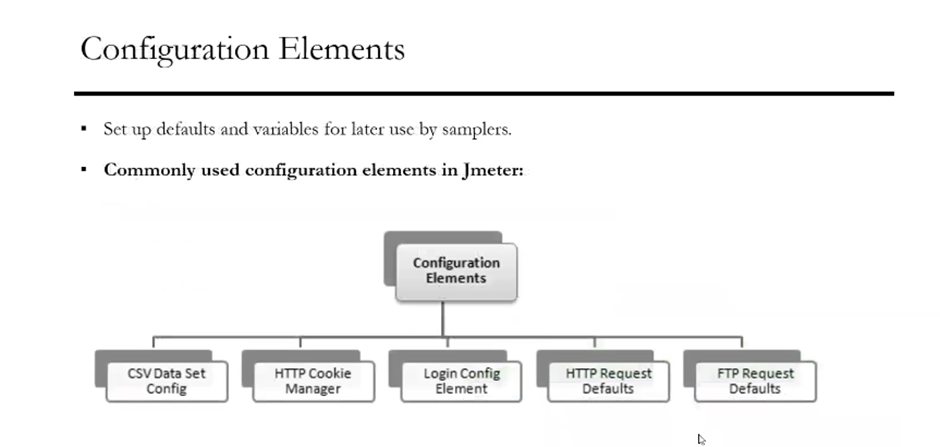 Configuration Elements
▪ Set up defaults and variables for later use by samplers.
▪ Commonly used configuration elements in Jmeter:
Configuration
Elements
CSV Data Set
Config
HTTP Cookie
Manager
Login Config
Element
HTTP Request
Defaults
FTP Request
Defaults